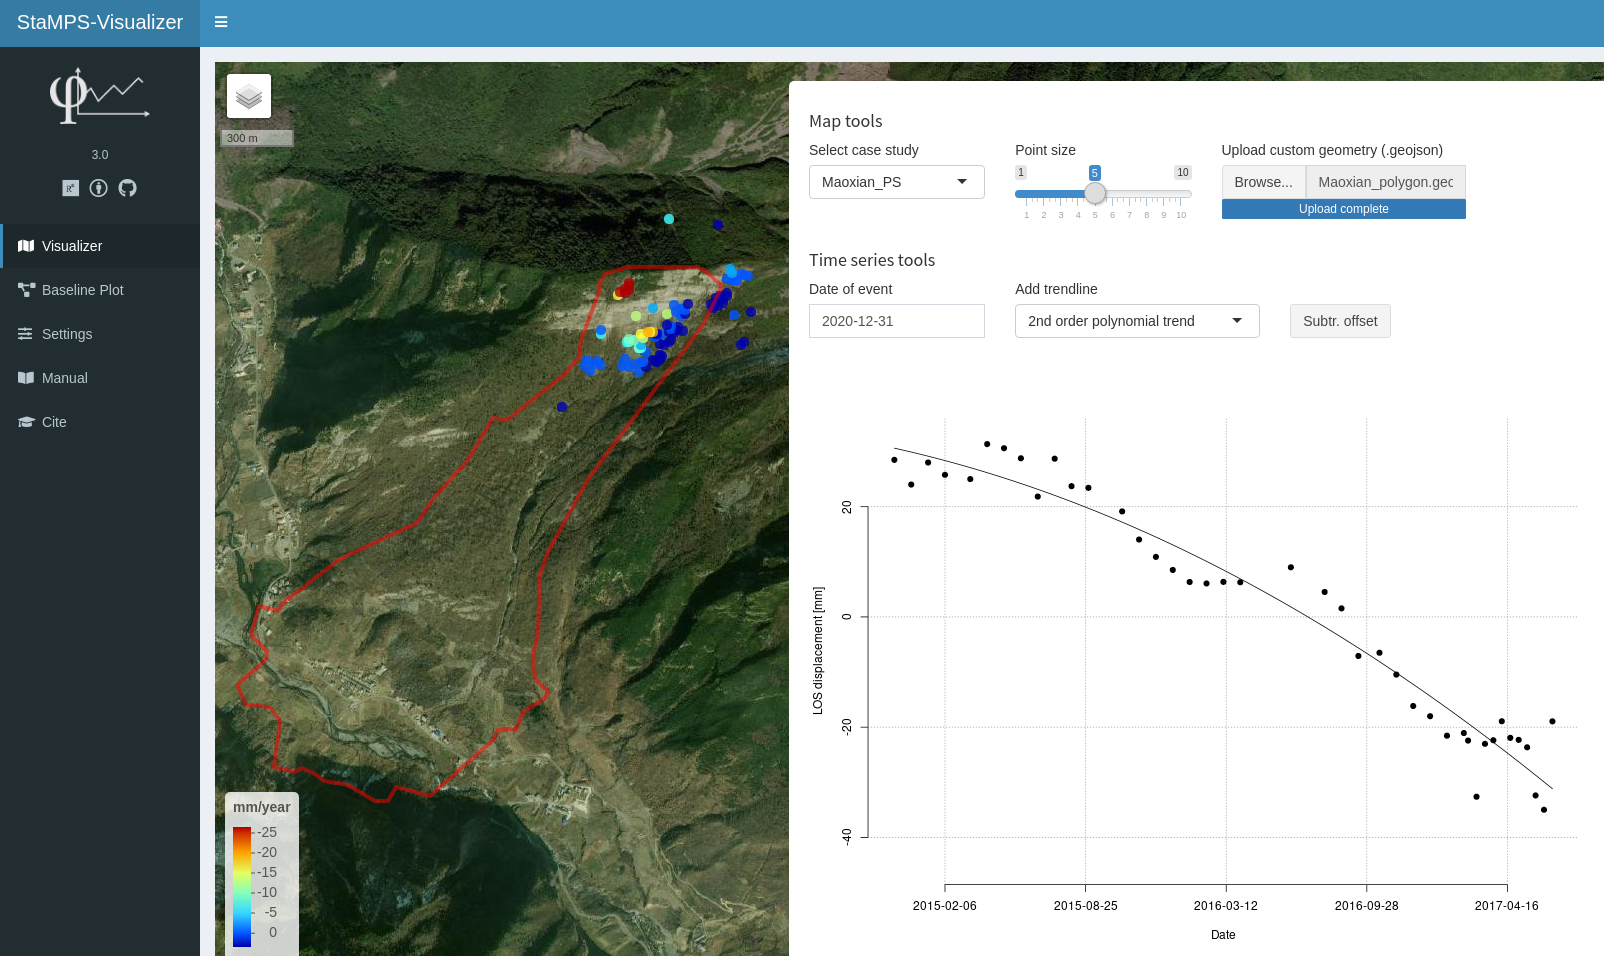 StaMPS-Visualizer
3.0
Visualizer
Baseline Plot
Settings
Manual
Cite
300 m
mm/year
-25
-20
-15
-10
-5
0
Map tools
Select case study
Maoxian_PS
Point size
1
5
10
1 2 3 4 5 6 7 8 9 10
Upload custom geometry (.geojson)
Browse...
Maoxian_polygon.gec
Upload complete
Time series tools
Date of event
2020-12-31
Add trendline
2nd order polynomial trend
Subtr. offset
LOS displacement [mm]
20
0
-20
-40
2015-02-06
2015-08-25
2016-03-12
2016-09-28
2017-04-16
Date